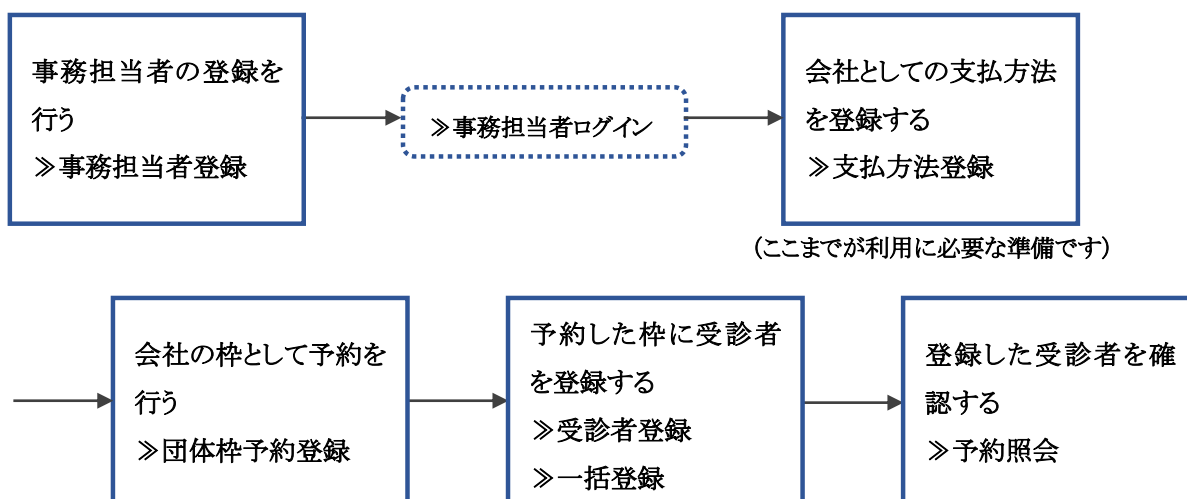 事務担当者の登録を
行う
≫事務担当者登録
≫事務担当者ログイン
会社としての支払方法
を登録する
≫支払方法登録
（ここまでが利用に必要な準備です）
会社の枠として予約を
行う
≫団体枠予約登録
予約した枠に受診者
を登録する
≫受診者登録
≫一括登録
登録した受診者を確
認する
≫予約照会